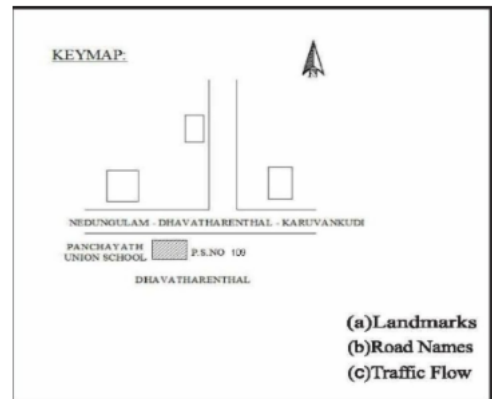 KEYMAP:
N
NEDUNGULAM - DHAVATHARENTHAL - KARUVANKUDI
PANCHAYATH
UNION SCHOOL
P.S.NO 109
DHAVATHARENTHAL
(a)Landmarks
(b)Road Names
(c)Traffic Flow